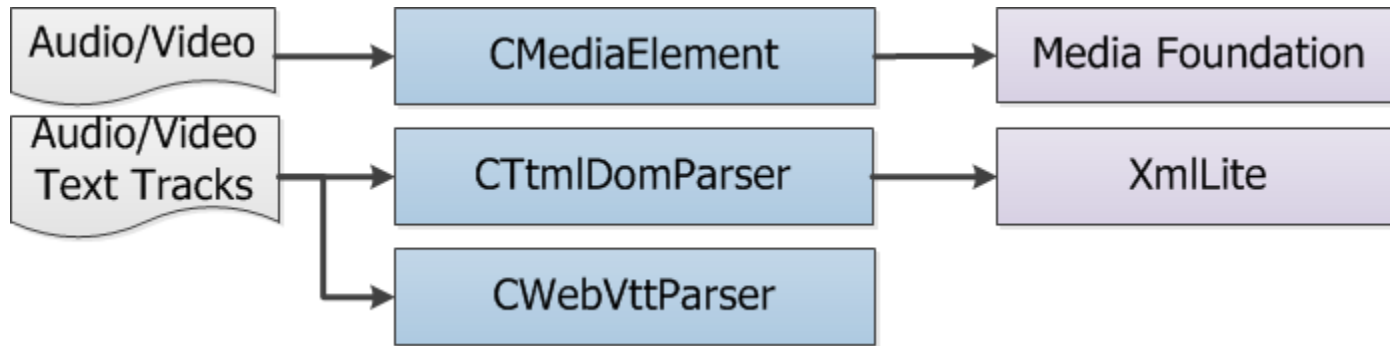 Audio/Video
CMediaElement
Media Foundation
Audio/Video
Text Tracks
CTtmlDomParser
XmlLite
CWebVttParser